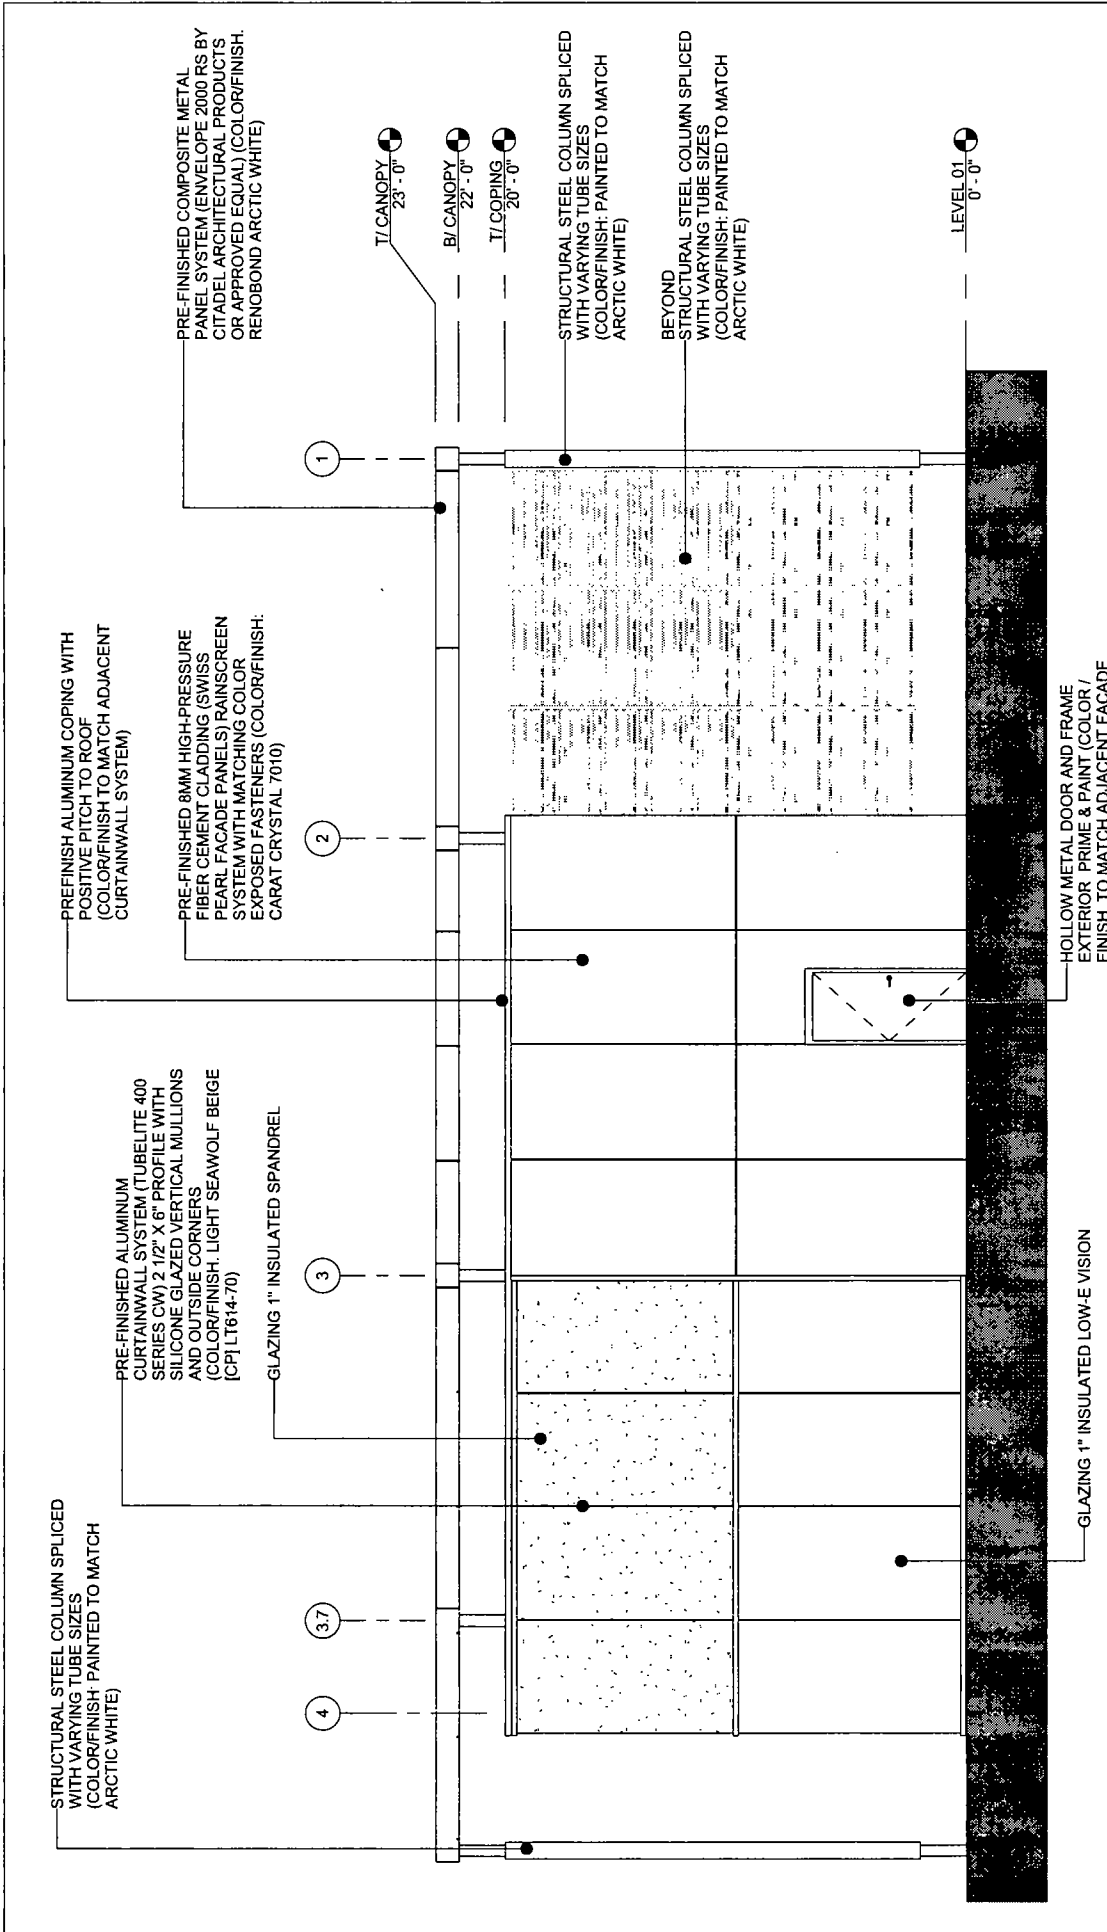 STRUCTURAL STEEL COLUMN SPLICED
WITH VARYING TUBE SIZES
(COLOR/FINISH: PAINTED TO MATCH
ARCTIC WHITE)
PRE-FINISHED ALUMINUM
CURTAINWALL SYSTEM (TUBELITE 400
SERIES CW) 2 1/2" X 6" PROFILE WITH
SILICONE GLAZED VERTICAL MULLIONS
AND OUTSIDE CORNERS
(COLOR/FINISH. LIGHT SEAWOLF BEIGE
[CP] LT614-70)
GLAZING 1" INSULATED SPANDREL
PREFINISH ALUMINUM COPING WITH
POSITIVE PITCH TO ROOF
(COLOR/FINISH TO MATCH ADJACENT
CURTAINWALL SYSTEM)
PRE-FINISHED 8MM HIGH-PRESSURE
FIBER CEMENT CLADDING (SWISS
PEARL FACADE PANELS) RAINSCREEN
SYSTEM WITH MATCHING COLOR
EXPOSED FASTENERS (COLOR/FINISH:
CARAT CRYSTAL 7010)
PRE-FINISHED COMPOSITE METAL
PANEL SYSTEM (ENVELOPE 2000 RS BY
CITADEL ARCHITECTURAL PRODUCTS
OR APPROVED EQUAL) (COLOR/FINISH.
RENOBOND ARCTIC WHITE)
4
3.7
3
2
1
T/ CANOPY
23' - 0"
B/ CANOPY
22' - 0"
T/ COPING
20' - 0"
STRUCTURAL STEEL COLUMN SPLICED
WITH VARYING TUBE SIZES
(COLOR/FINISH: PAINTED TO MATCH
ARCTIC WHITE)
BEYOND
STRUCTURAL STEEL COLUMN SPLICED
WITH VARYING TUBE SIZES
(COLOR/FINISH: PAINTED TO MATCH
ARCTIC WHITE)
LEVEL 01
0' - 0"
GLAZING 1" INSULATED LOW-E VISION
HOLLOW METAL DOOR AND FRAME
EXTERIOR PRIME & PAINT (COLOR /
FINISH TO MATCH ADJACENT FACADE